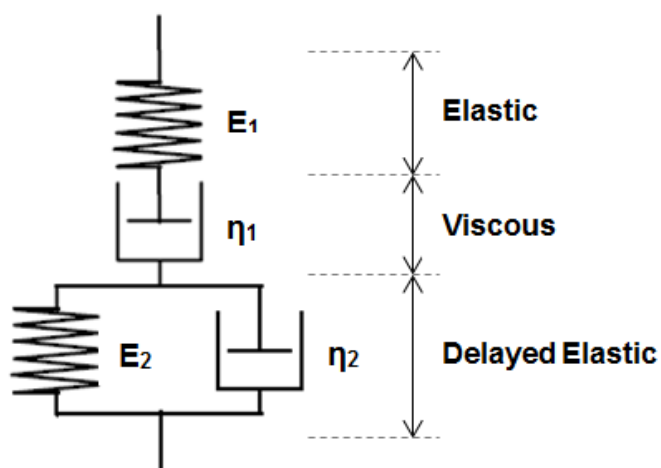 E₁
Elastic
η₁
Viscous
E₂
η₂
Delayed Elastic